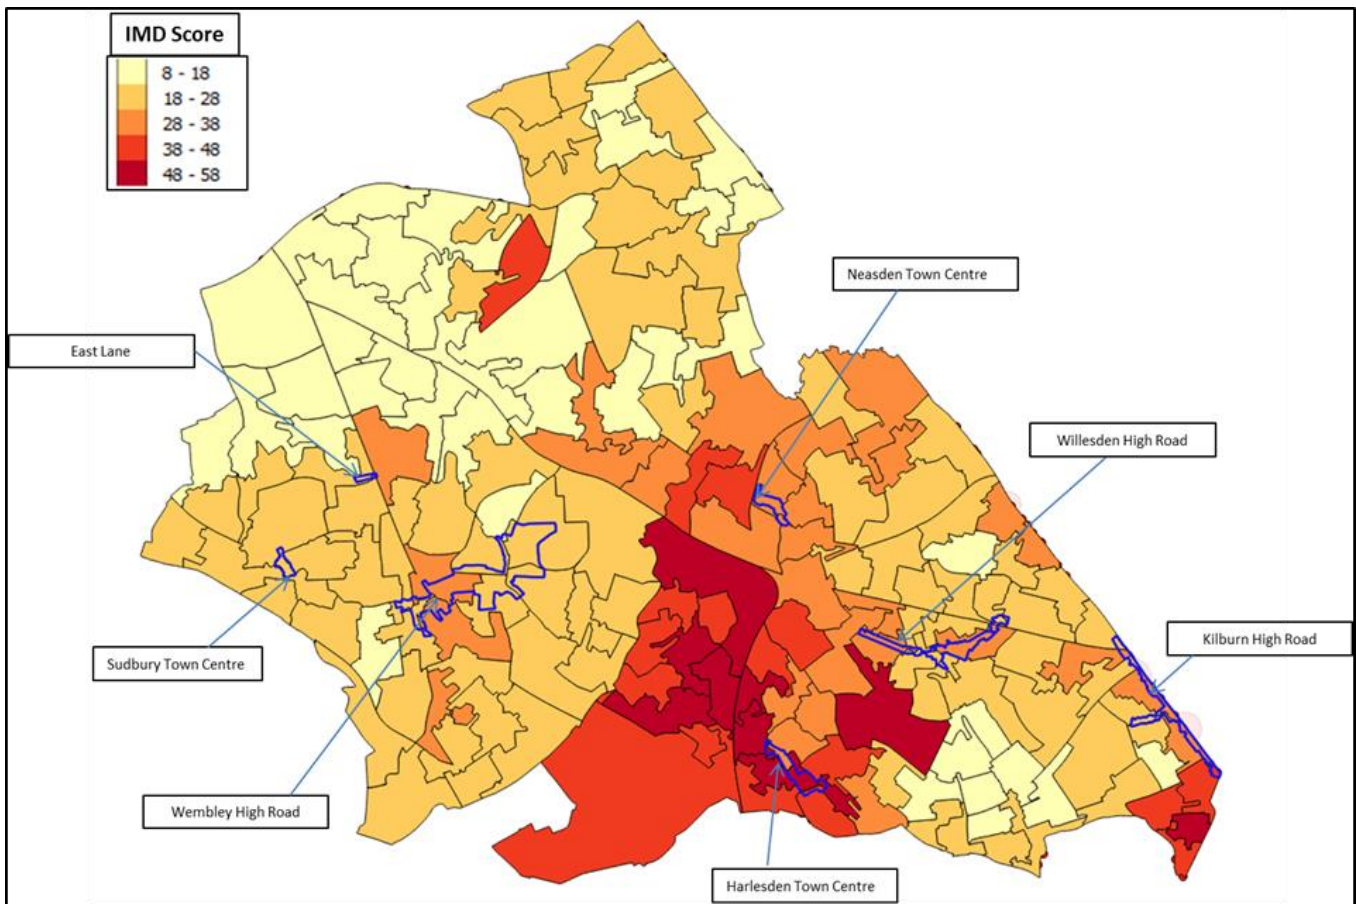 IMD Score
8 - 18
18 - 28
28 - 38
38 - 48
48 - 58
Neasden Town Centre
East Lane
Willesden High Road
Kilburn High Road
Sudbury Town Centre
Wembley High Road
Harlesden Town Centre